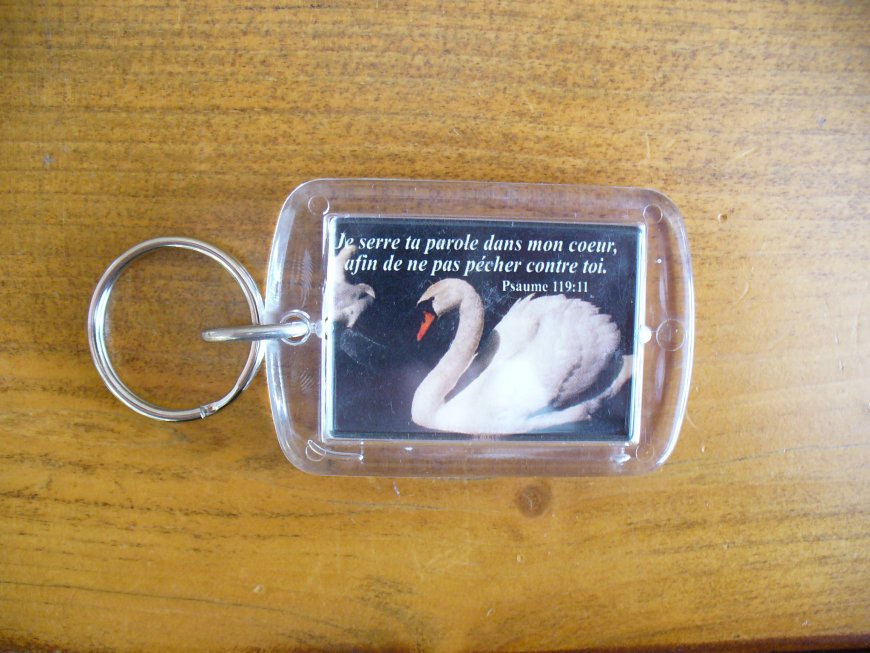 Je serre ta parole dans mon coeur,
afin de ne pas pécher contre toi.
Psaume 119:11